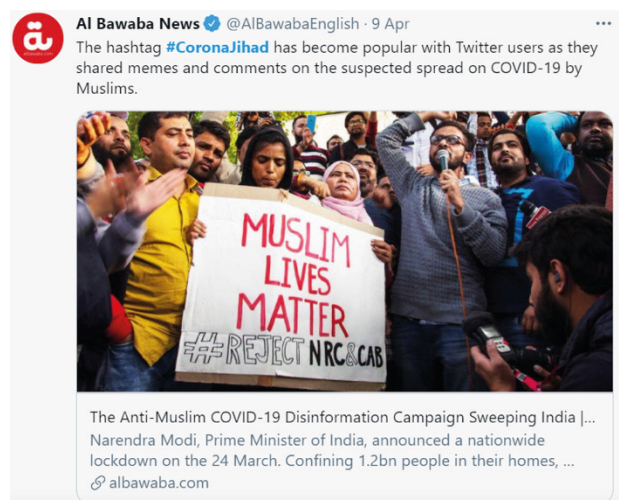 Al Bawaba News @AlBawabaEnglish · 9 Apr
The hashtag #CoronaJihad has become popular with Twitter users as they
shared memes and comments on the suspected spread on COVID-19 by
Muslims.
MUSLIM
LIVES
MATTER
#REJECT NRC&CAB
The Anti-Muslim COVID-19 Disinformation Campaign Sweeping India |...
Narendra Modi, Prime Minister of India, announced a nationwide
lockdown on the 24 March. Confining 1.2bn people in their homes, ...
albawaba.com